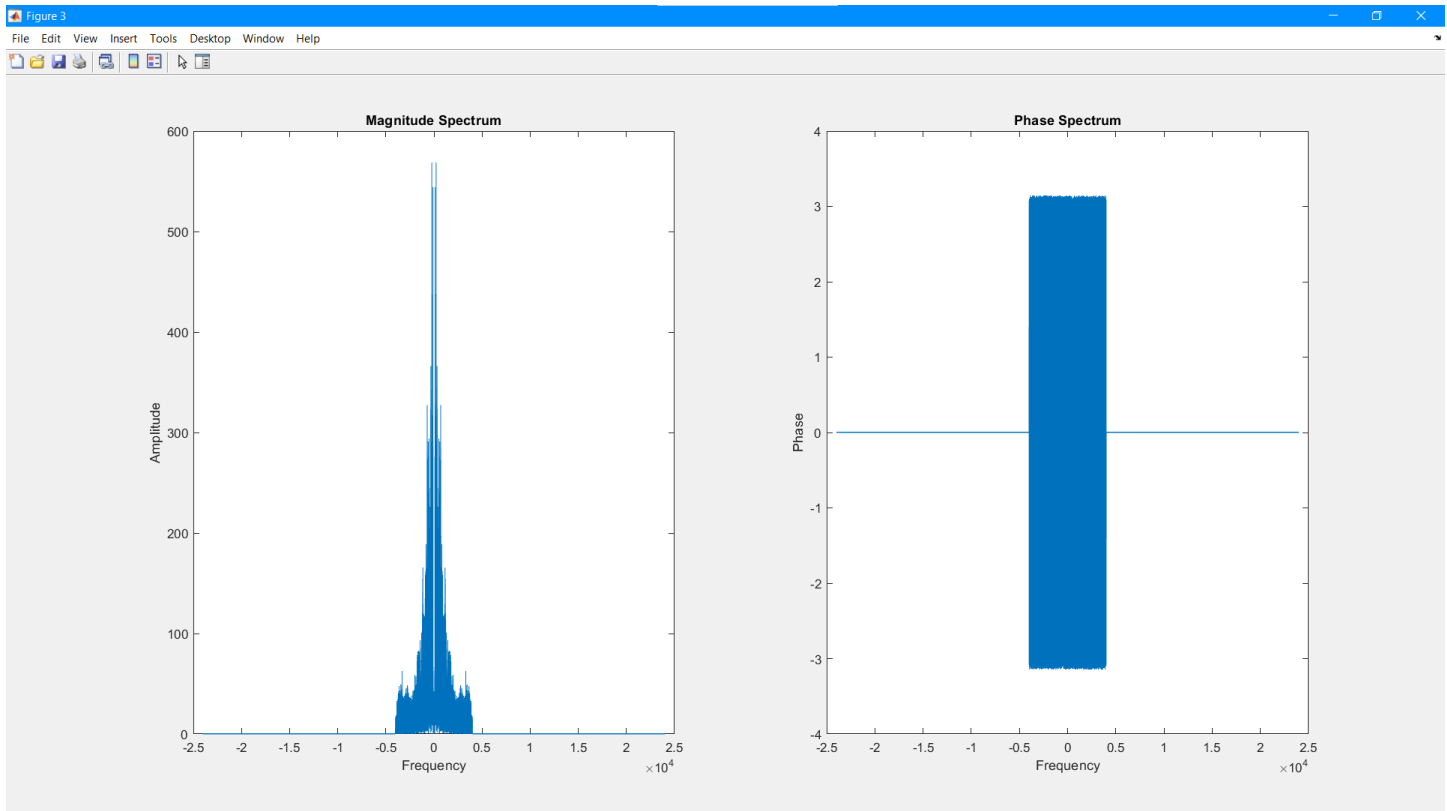 Figure 3
File Edit View Insert Tools Desktop Window Help
Magnitude Spectrum
600
500
400
300
200
100
0
Amplitude
-2.5 -2 -1.5 -1 -0.5 0 0.5 1 1.5 2 2.5
Frequency
×10^4
Phase Spectrum
4
3
2
1
0
-1
-2
-3
-4
Phase
-2.5 -2 -1.5 -1 -0.5 0 0.5 1 1.5 2 2.5
Frequency
×10^4